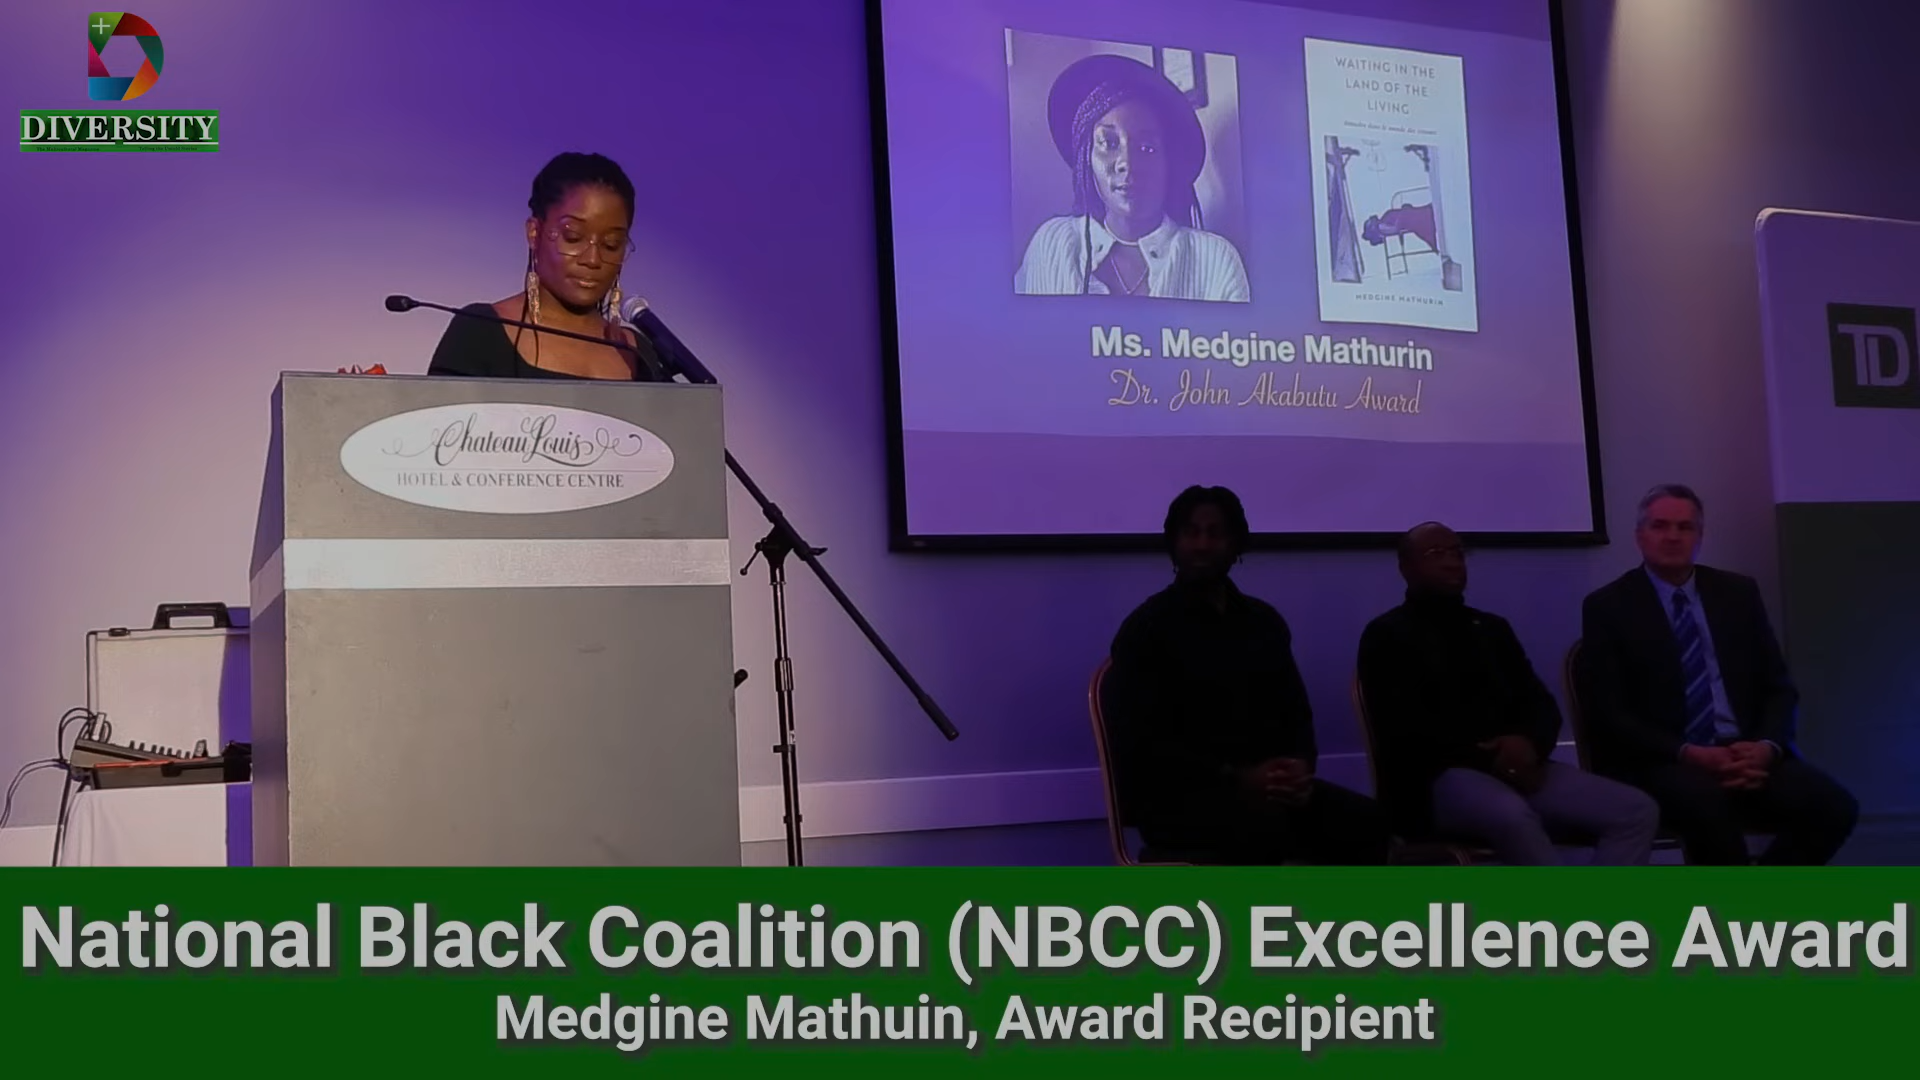 DIVERSITY
WAITING IN THE
LAND OF THE
LIVING
MEDGINE MATHURIN
Ms. Medgine Mathurin
Dr. John Akabutu Award
TD
Chateau Louis
HOTEL & CONFERENCE CENTRE
National Black Coalition (NBCC) Excellence Award
Medgine Mathuin, Award Recipient